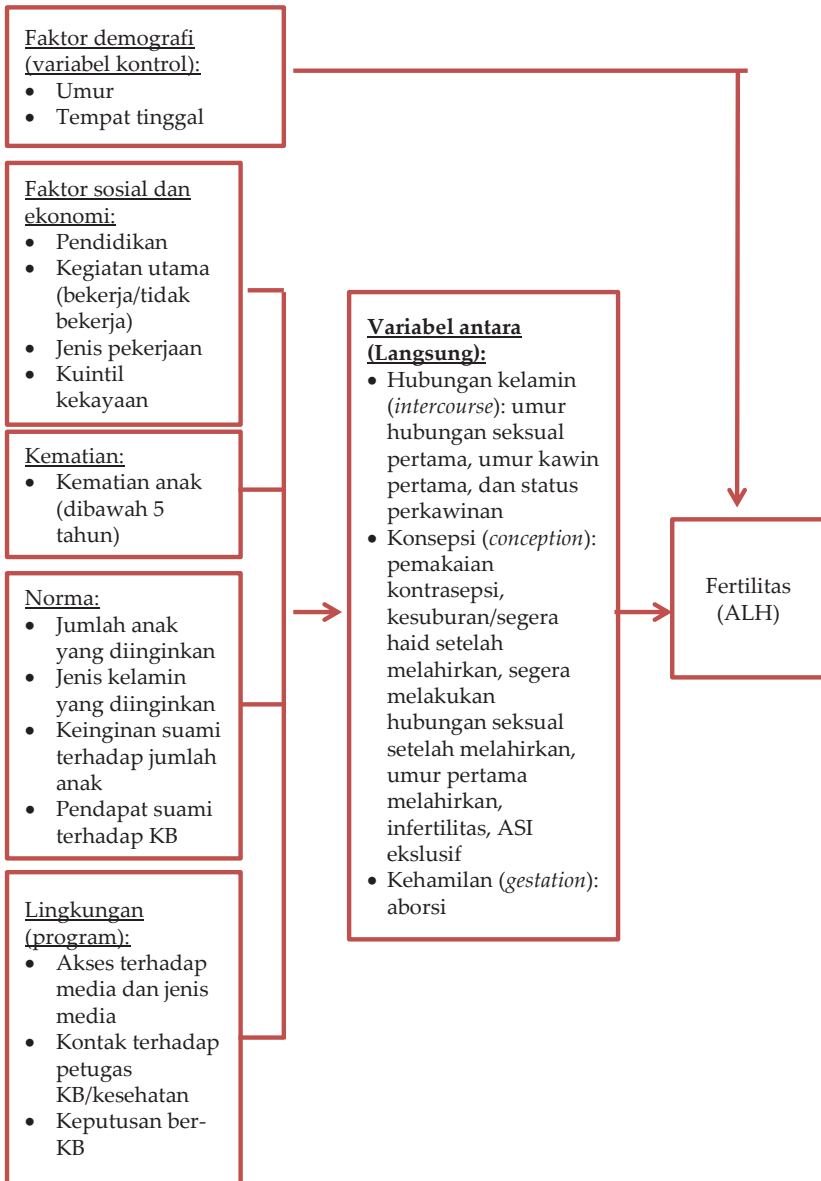 Faktor demografi
(variabel kontrol):
• Umur
• Tempat tinggal
Faktor sosial dan
ekonomi:
• Pendidikan
• Kegiatan utama
(bekerja/tidak
bekerja)
• Jenis pekerjaan
• Kuintil
kekayaan
Kematian:
• Kematian anak
(dibawah 5
tahun)
Norma:
• Jumlah anak
yang diinginkan
• Jenis kelamin
yang diinginkan
• Keinginan suami
terhadap jumlah
anak
• Pendapat suami
terhadap KB
Lingkungan
(program):
• Akses terhadap
media dan jenis
media
• Kontak terhadap
petugas
KB/kesehatan
• Keputusan ber-
KB
Variabel antara
(Langsung):
• Hubungan kelamin
(intercourse): umur
hubungan seksual
pertama, umur kawin
pertama, dan status
perkawinan
• Konsepsi (conception):
pemakaian
kontrasepsi,
kesuburan/segera
haid setelah
melahirkan, segera
melakukan
hubungan seksual
setelah melahirkan,
umur pertama
melahirkan,
infertilitas, ASI
ekslusif
• Kehamilan (gestation):
aborsi
Fertilitas
(ALH)